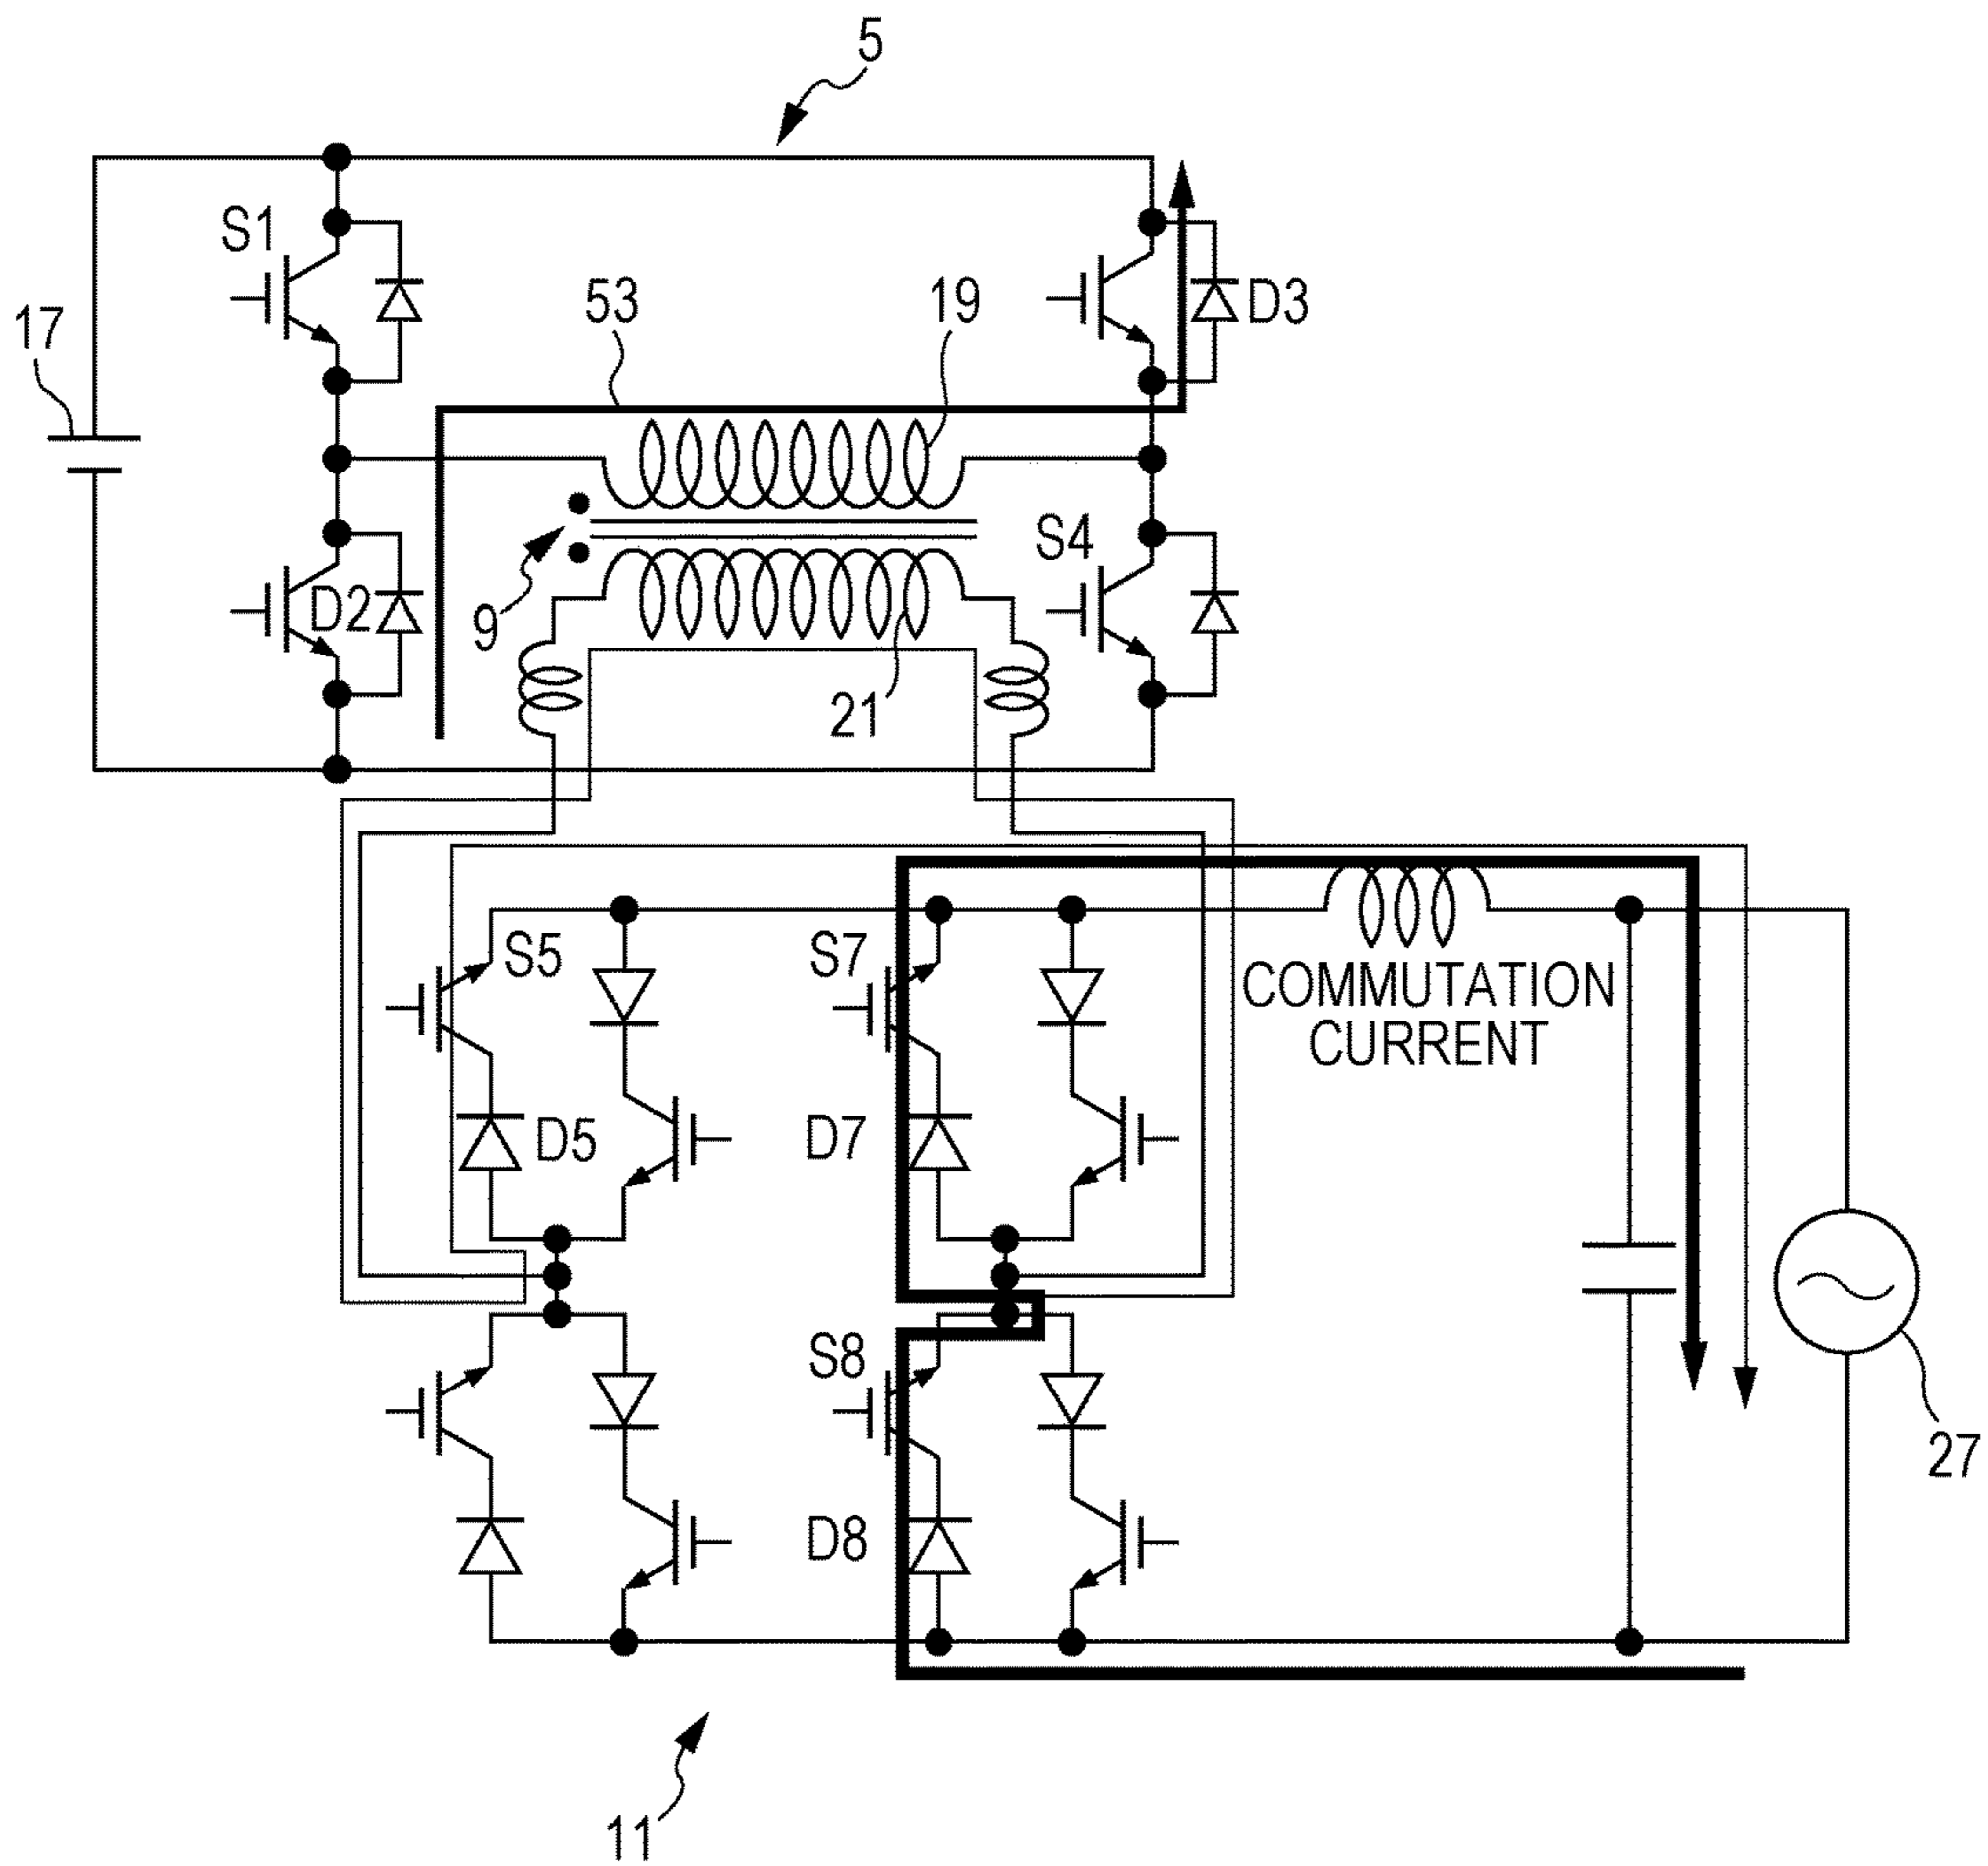 5
S1
17
53
19
D3
S4
D2
9
21
S5
S7
COMMUTATION
CURRENT
D5
D7
S8
27
D8
11